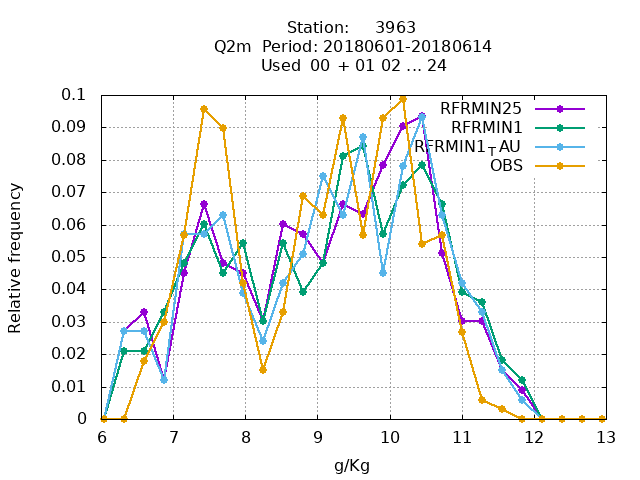 Station: 3963
Q2m Period: 20180601-20180614
Used 00 + 01 02 ... 24
RFRMIN25
RFRMIN1
RFRMIN1TAU
OBS
Relative frequency
0.1
0.09
0.08
0.07
0.06
0.05
0.04
0.03
0.02
0.01
0
6 7 8 9 10 11 12 13
g/Kg